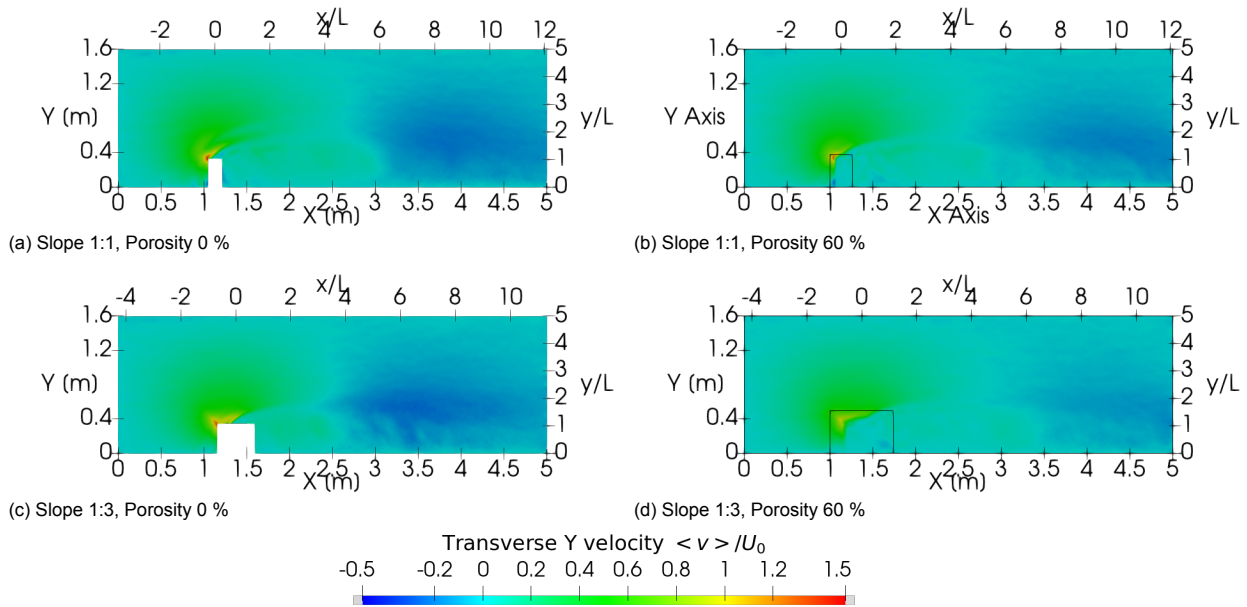 x/L x/L
-2 0 2 4 6 8 10 12 -2 0 2 4 6 8 10 12
1.6 5 1.6 5
1.2 4 1.2 4
3 3
Y (m) y/L Y Axis y/L
2 2
0.4 1 0.4 1
0 0 0 0
0 0.5 1 1.5 2 2.5 3 3.5 4 4.5 5 0 0.5 1 1.5 2 2.5 3 3.5 4 4.5 5
X (m) X Axis
(a) Slope 1:1, Porosity 0 % (b) Slope 1:1, Porosity 60 %
x/L x/L
-4 -2 0 2 4 6 8 10 -4 -2 0 2 4 6 8 10
1.6 5 1.6 5
1.2 4 1.2 4
3 3
Y (m) y/L Y (m) y/L
2 2
0.4 1 0.4 1
0 0 0 0
0 0.5 1 1.5 2 2.5 3 3.5 4 4.5 5 0 0.5 1 1.5 2 2.5 3 3.5 4 4.5 5
X (m) X (m)
(c) Slope 1:3, Porosity 0 % (d) Slope 1:3, Porosity 60 %
Transverse Y velocity < v > /U₀
-0.5 -0.2 0 0.2 0.4 0.6 0.8 1 1.2 1.5